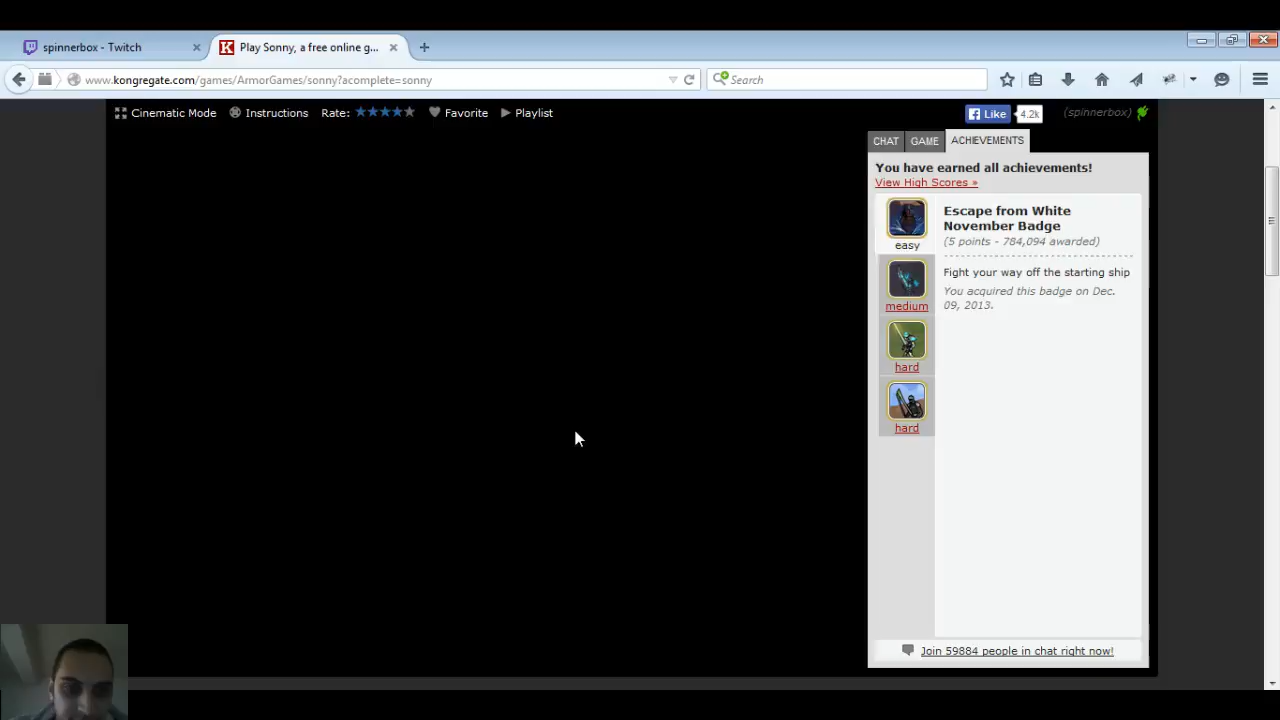 spinnerbox - Twitch
Play Sonny, a free online g...
www.kongregate.com/games/ArmorGames/sonny?acomplete=sonny
Search
Cinematic Mode
Instructions
Rate:
Favorite
Playlist
Like
4.2k
(spinnerbox)
CHAT
GAME
ACHIEVEMENTS
You have earned all achievements!
View High Scores »
easy
medium
hard
hard
Escape from White
November Badge
(5 points - 784,094 awarded)
Fight your way off the starting ship
You acquired this badge on Dec.
09, 2013.
Join 59884 people in chat right now!